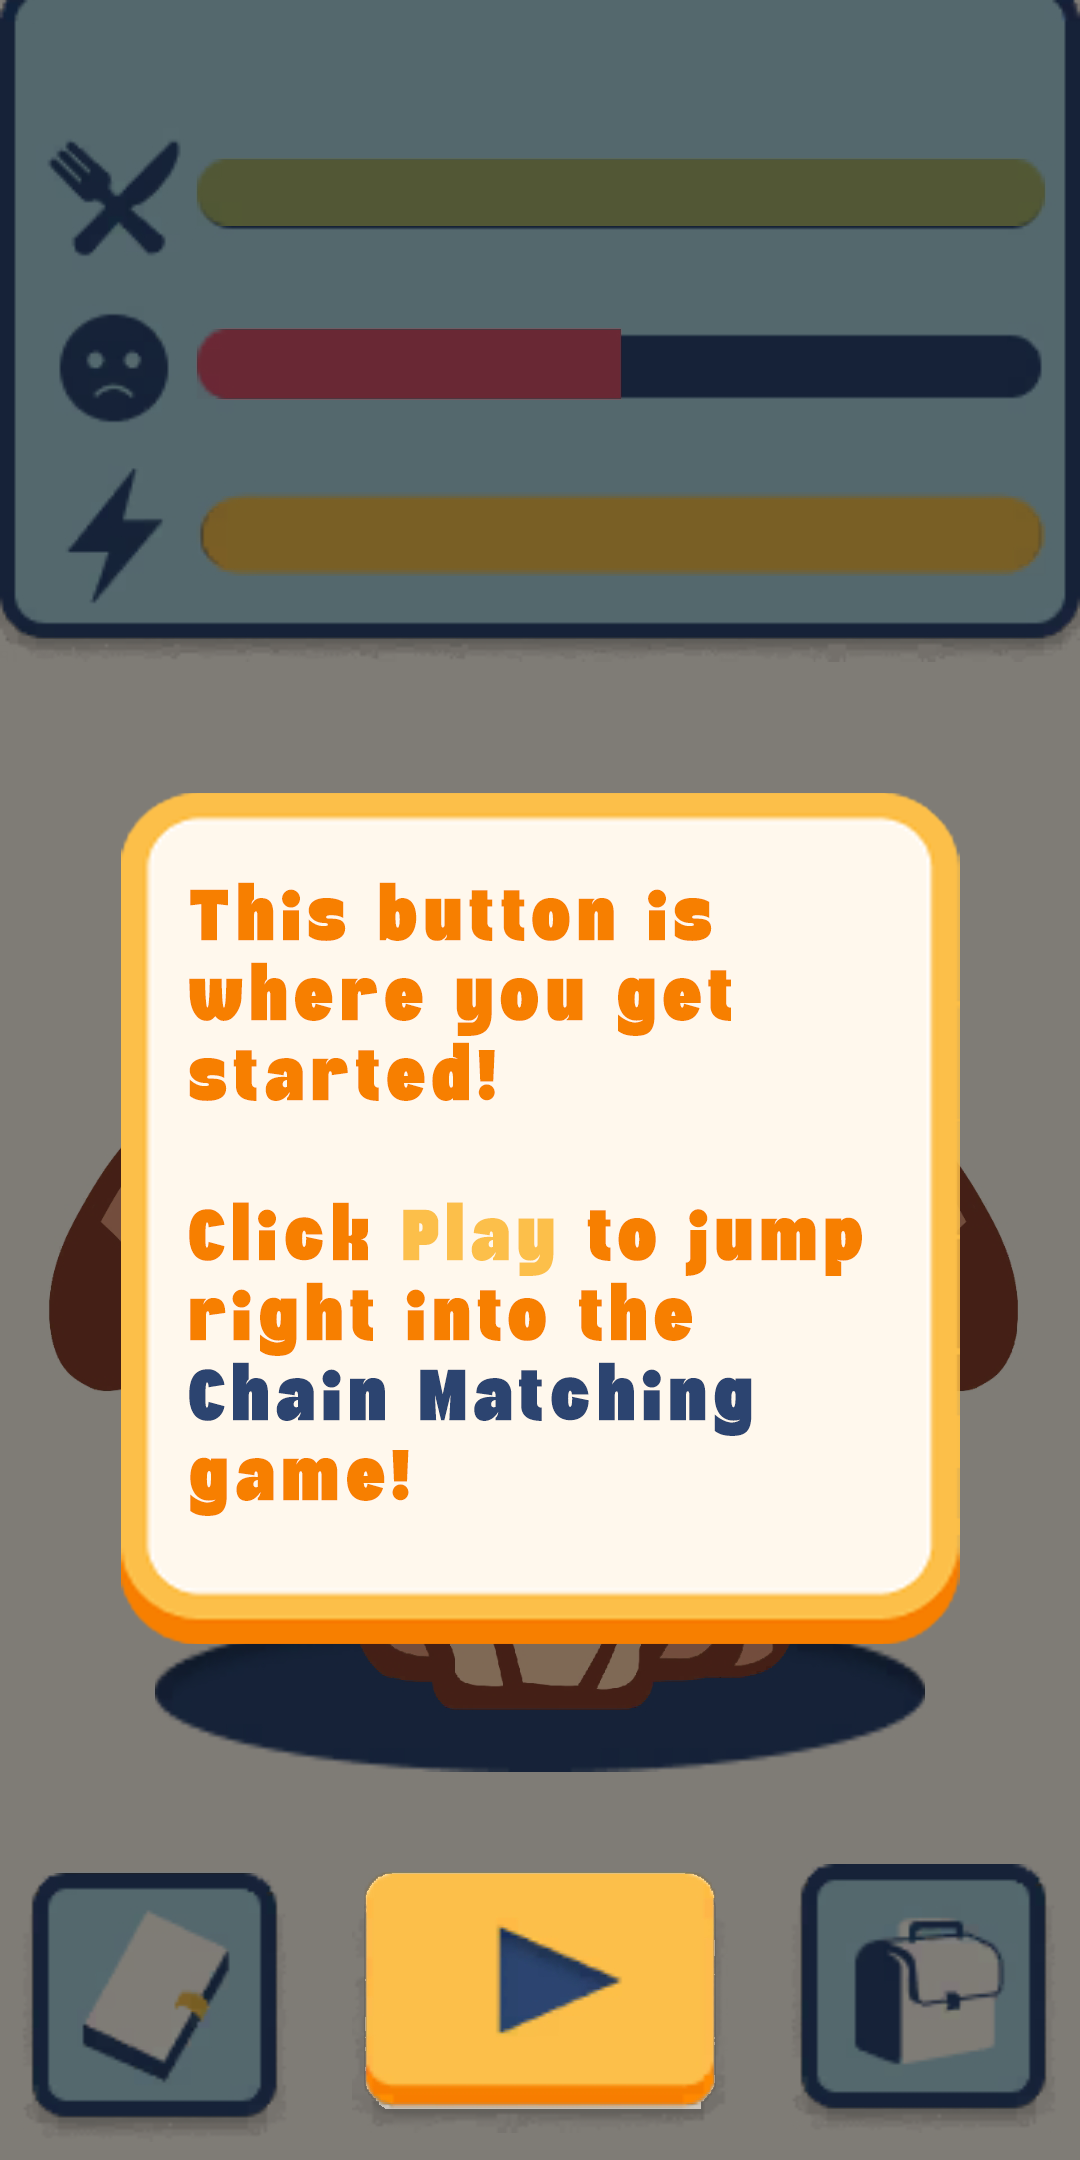 This button is
where you get
started!
Click Play to jump
right into the
Chain Matching
game!